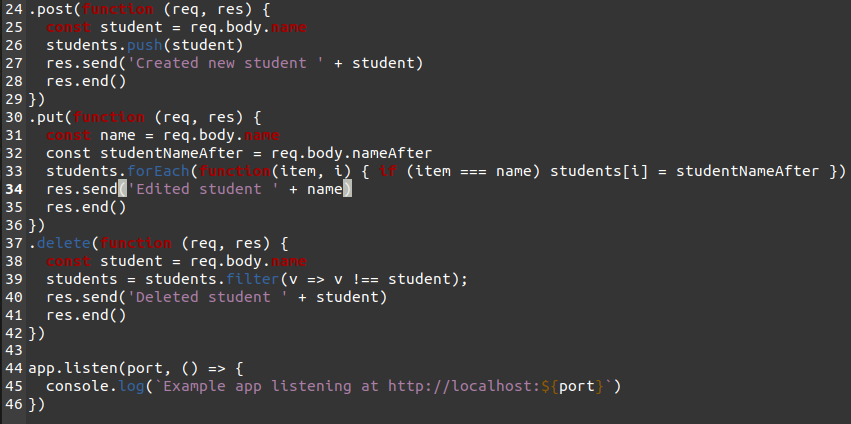 24 .post(function (req, res) {
25   const student = req.body.name
26   students.push(student)
27   res.send('Created new student ' + student)
28   res.end()
29 })
30 .put(function (req, res) {
31   const name = req.body.name
32   const studentNameAfter = req.body.nameAfter
33   students.forEach(function(item, i) { if (item === name) students[i] = studentNameAfter })
34   res.send('Edited student ' + name)
35   res.end()
36 })
37 .delete(function (req, res) {
38   const student = req.body.name
39   students = students.filter(v => v !== student);
40   res.send('Deleted student ' + student)
41   res.end()
42 })
43
44 app.listen(port, () => {
45   console.log(`Example app listening at http://localhost:${port}`)
46 })